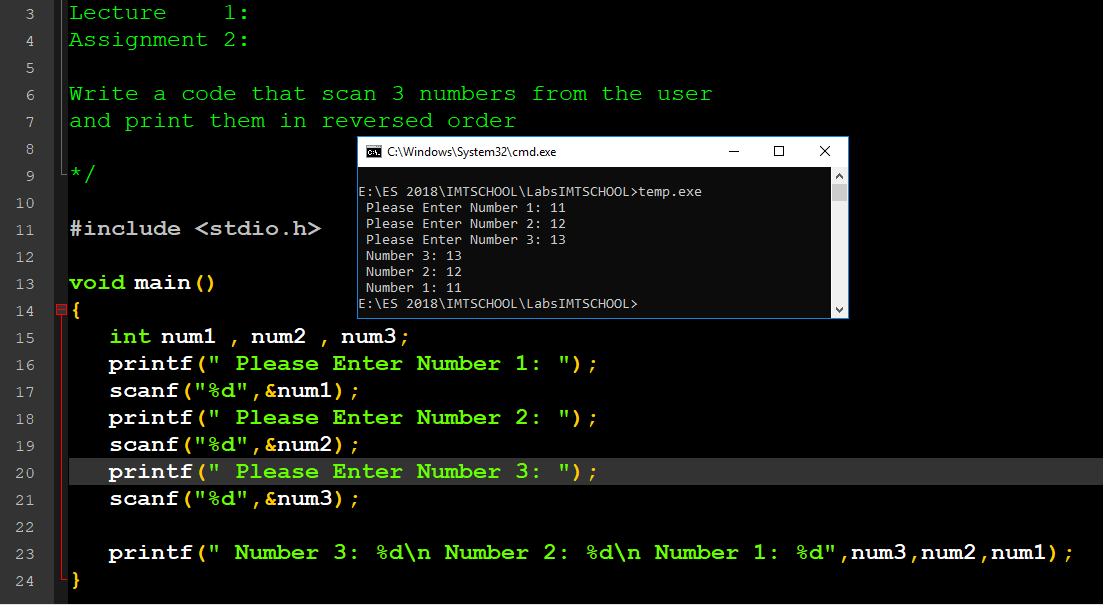 3 Lecture    1:
4 Assignment 2:
5
6 Write a code that scan 3 numbers from the user
7 and print them in reversed order
8
9 */
10
11 #include <stdio.h>
12
13 void main()
14 {
15    int num1 , num2 , num3;
16    printf(" Please Enter Number 1: ");
17    scanf("%d",&num1);
18    printf(" Please Enter Number 2: ");
19    scanf("%d",&num2);
20    printf(" Please Enter Number 3: ");
21    scanf("%d",&num3);
22
23    printf(" Number 3: %d\n Number 2: %d\n Number 1: %d",num3,num2,num1);
24 }
C:\Windows\System32\cmd.exe
E:\ES 2018\IMTSCHOOL\LabsIMTSCHOOL>temp.exe
 Please Enter Number 1: 11
 Please Enter Number 2: 12
 Please Enter Number 3: 13
 Number 3: 13
 Number 2: 12
 Number 1: 11
E:\ES 2018\IMTSCHOOL\LabsIMTSCHOOL>